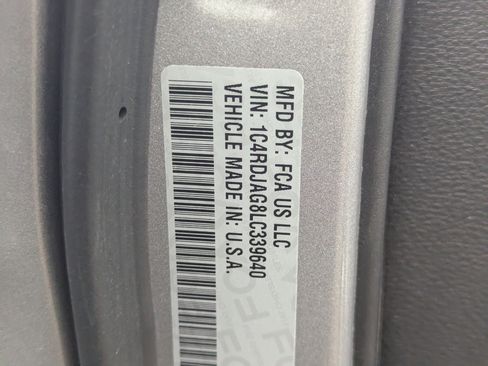 MFD BY: FCA US LLC
VIN: 1C4RDJAG8LC339640
VEHICLE MADE IN: U.S.A.